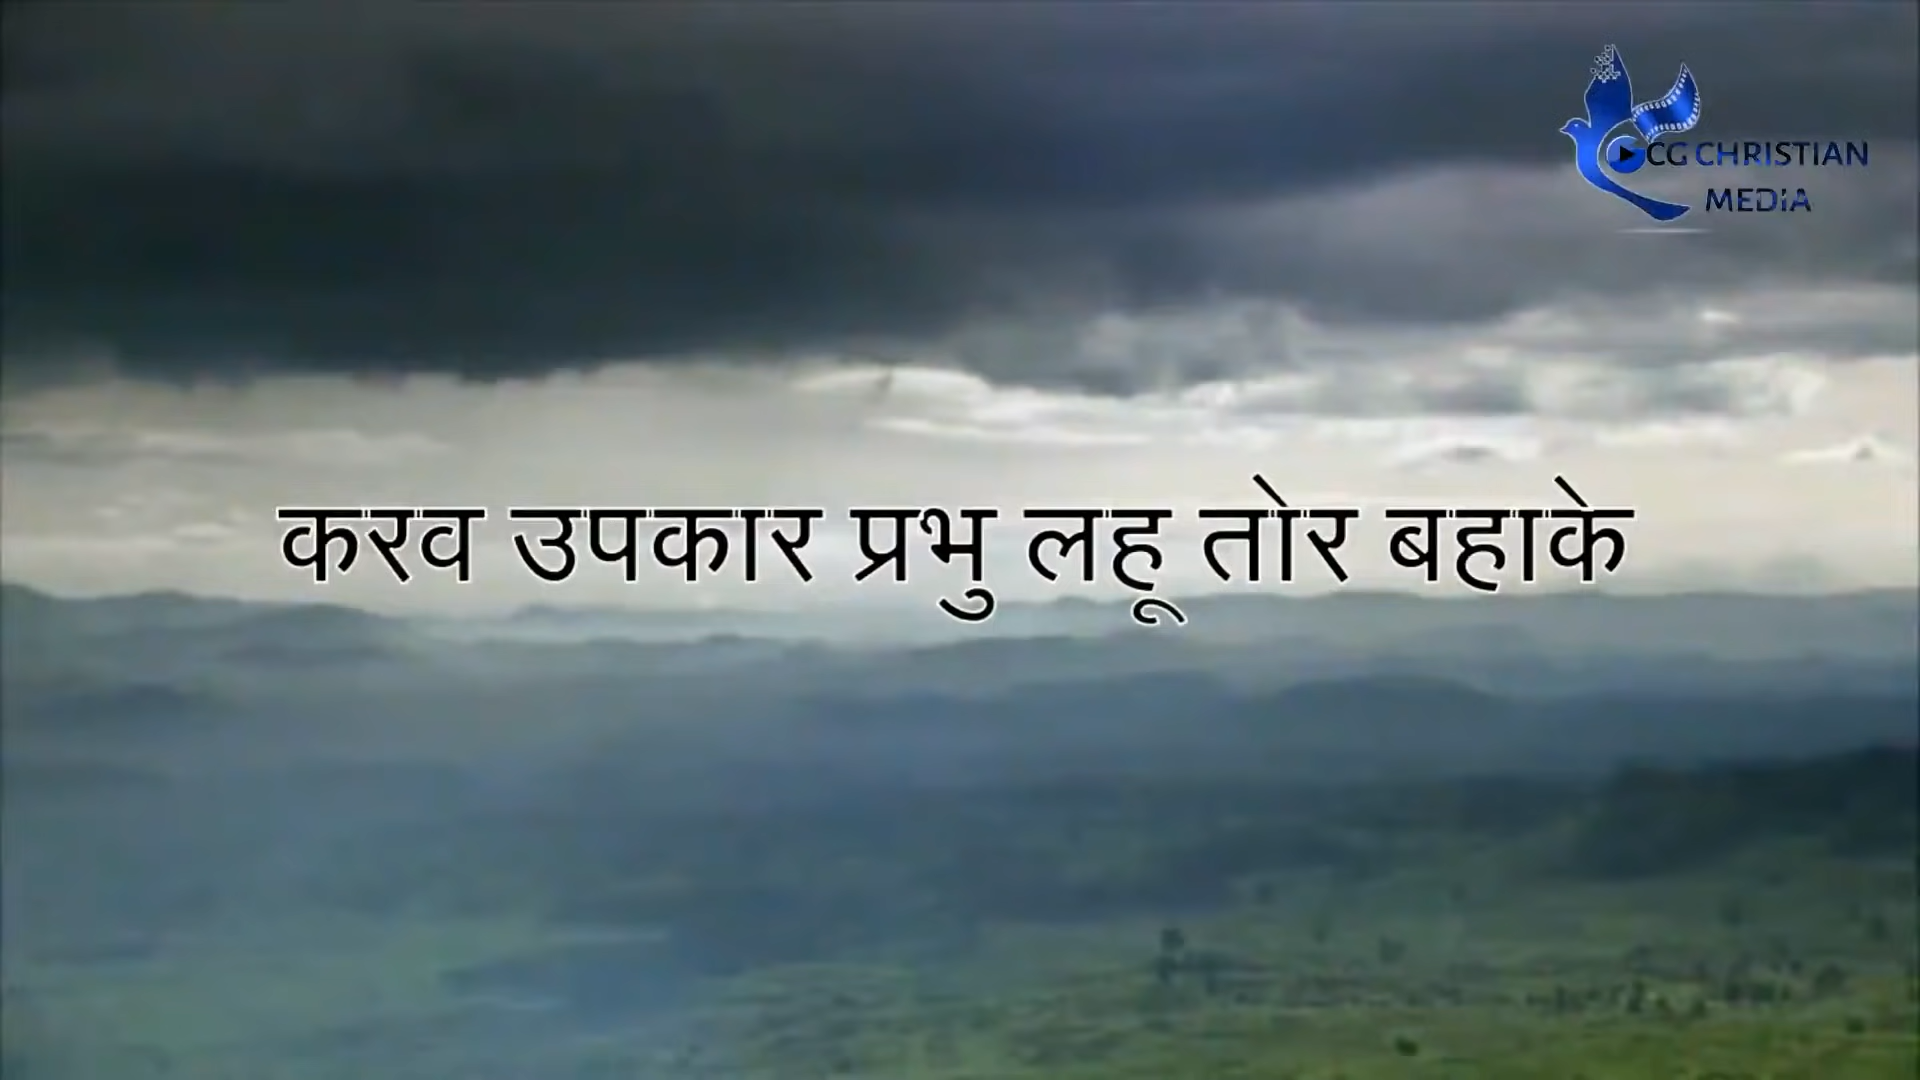 CG CHRISTIAN
MEDiA
करव उपकार प्रभु लहू तोर बहाके